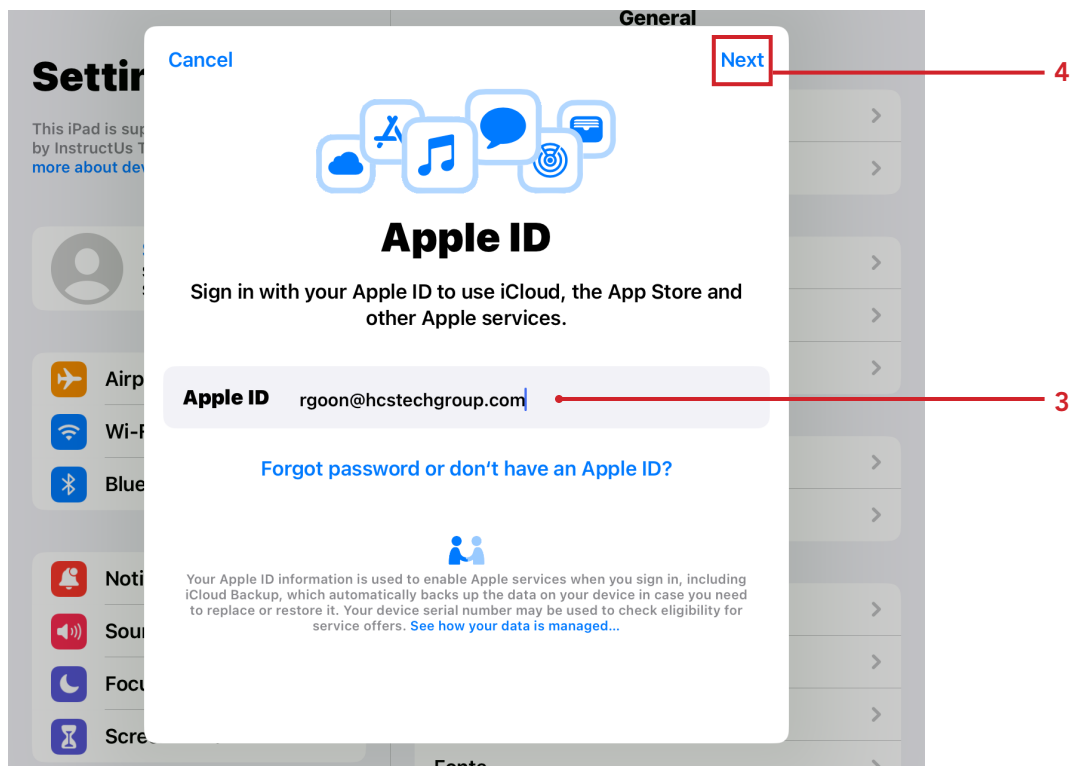 General
Cancel
Next
4
Settin
This iPad is sup
by InstructUs T
more about dev
Apple ID
Sign in with your Apple ID to use iCloud, the App Store and
other Apple services.
Airp
Apple ID rgoon@hcstechgroup.com
3
Wi-F
Forgot password or don't have an Apple ID?
Blue
Noti
Your Apple ID information is used to enable Apple services when you sign in, including
iCloud Backup, which automatically backs up the data on your device in case you need
to replace or restore it. Your device serial number may be used to check eligibility for
service offers. See how your data is managed...
Soun
Focu
Scre
Fonts